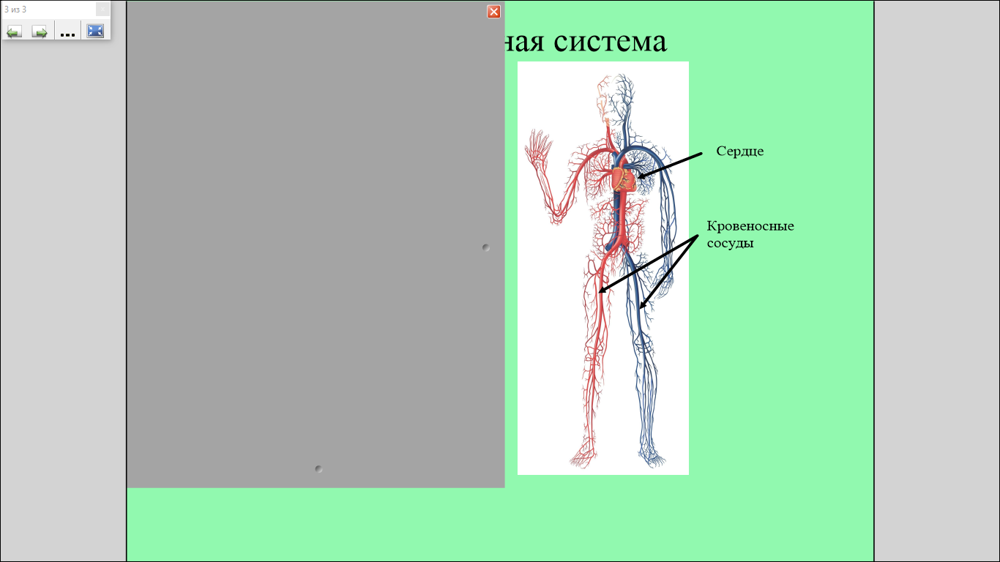 3 из 3
ная система
Сердце
Кровеносные
сосуды